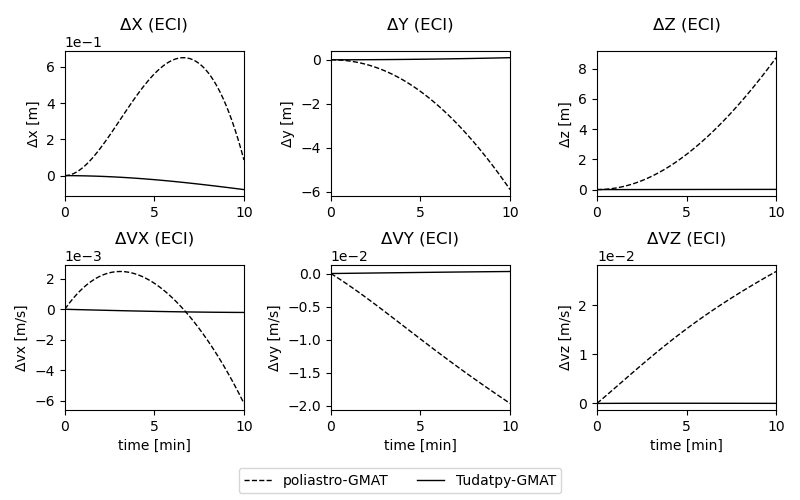 ΔX (ECI)
1e−1
6
4
2
0
Δx [m]
0 5 10
ΔY (ECI)
0
−2
−4
−6
Δy [m]
0 5 10
ΔZ (ECI)
8
6
4
2
0
Δz [m]
0 5 10
ΔVX (ECI)
1e−3
2
0
−2
−4
−6
Δvx [m/s]
0 5 10
time [min]
ΔVY (ECI)
1e−2
0.0
−0.5
−1.0
−1.5
−2.0
Δvy [m/s]
0 5 10
time [min]
ΔVZ (ECI)
1e−2
2
1
0
Δvz [m/s]
0 5 10
time [min]
poliastro-GMAT Tudatpy-GMAT